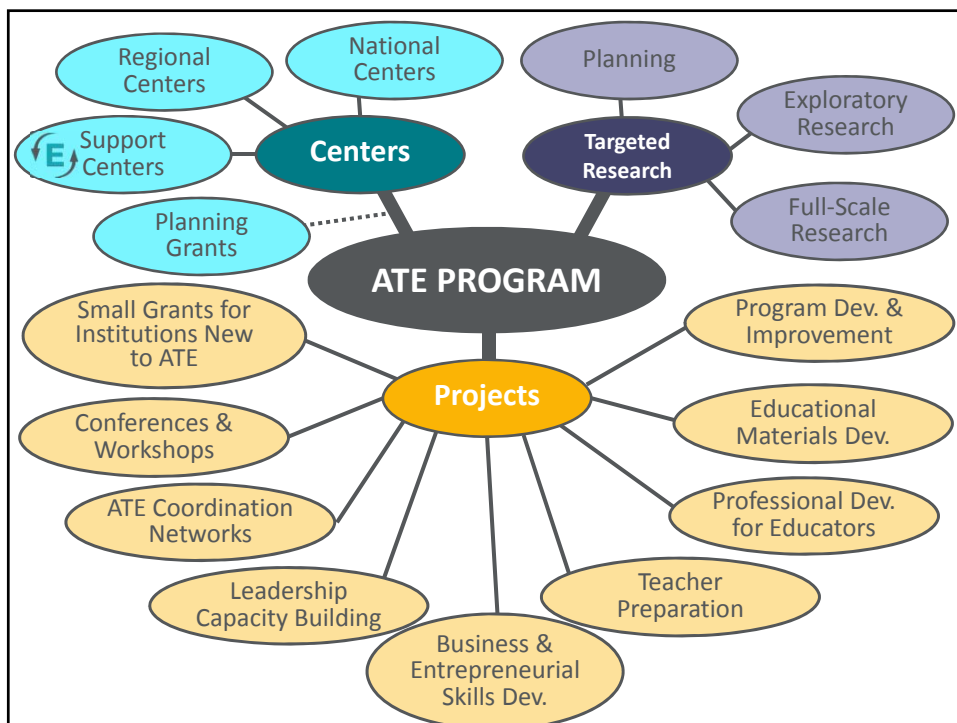 National
Centers
Regional
Centers
Planning
Exploratory
Research
Centers
Targeted
Research
E
Support
Centers
Full-Scale
Research
Planning
Grants
ATE PROGRAM
Small Grants for
Institutions New
to ATE
Program Dev. &
Improvement
Projects
Conferences &
Workshops
Educational
Materials Dev.
ATE Coordination
Networks
Professional Dev.
for Educators
Leadership
Capacity Building
Teacher
Preparation
Business &
Entrepreneurial
Skills Dev.